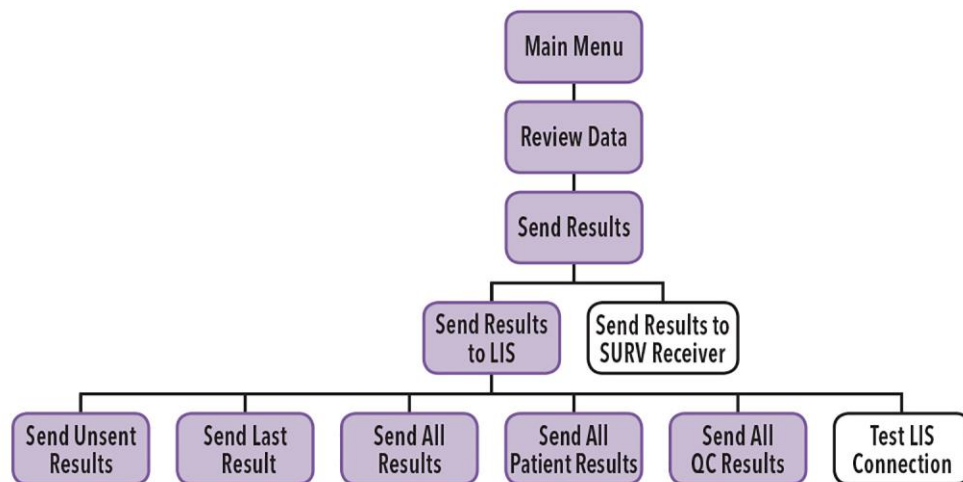 Main Menu
Review Data
Send Results
Send Results
to LIS
Send Results to
SURV Receiver
Send Unsent
Results
Send Last
Result
Send All
Results
Send All
Patient Results
Send All
QC Results
Test LIS
Connection